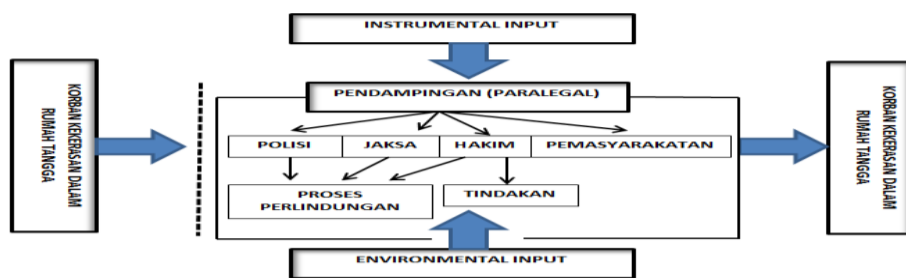 INSTRUMENTAL INPUT
KORBAN KEKERASAN DALAM
RUMAH TANGGA
PENDAMPINGAN (PARALEGAL)
POLISI
JAKSA
HAKIM
PEMASYARAKATAN
PROSES
PERLINDUNGAN
TINDAKAN
KORBAN KEKERASAN DALAM
RUMAH TANGGA
ENVIRONMENTAL INPUT